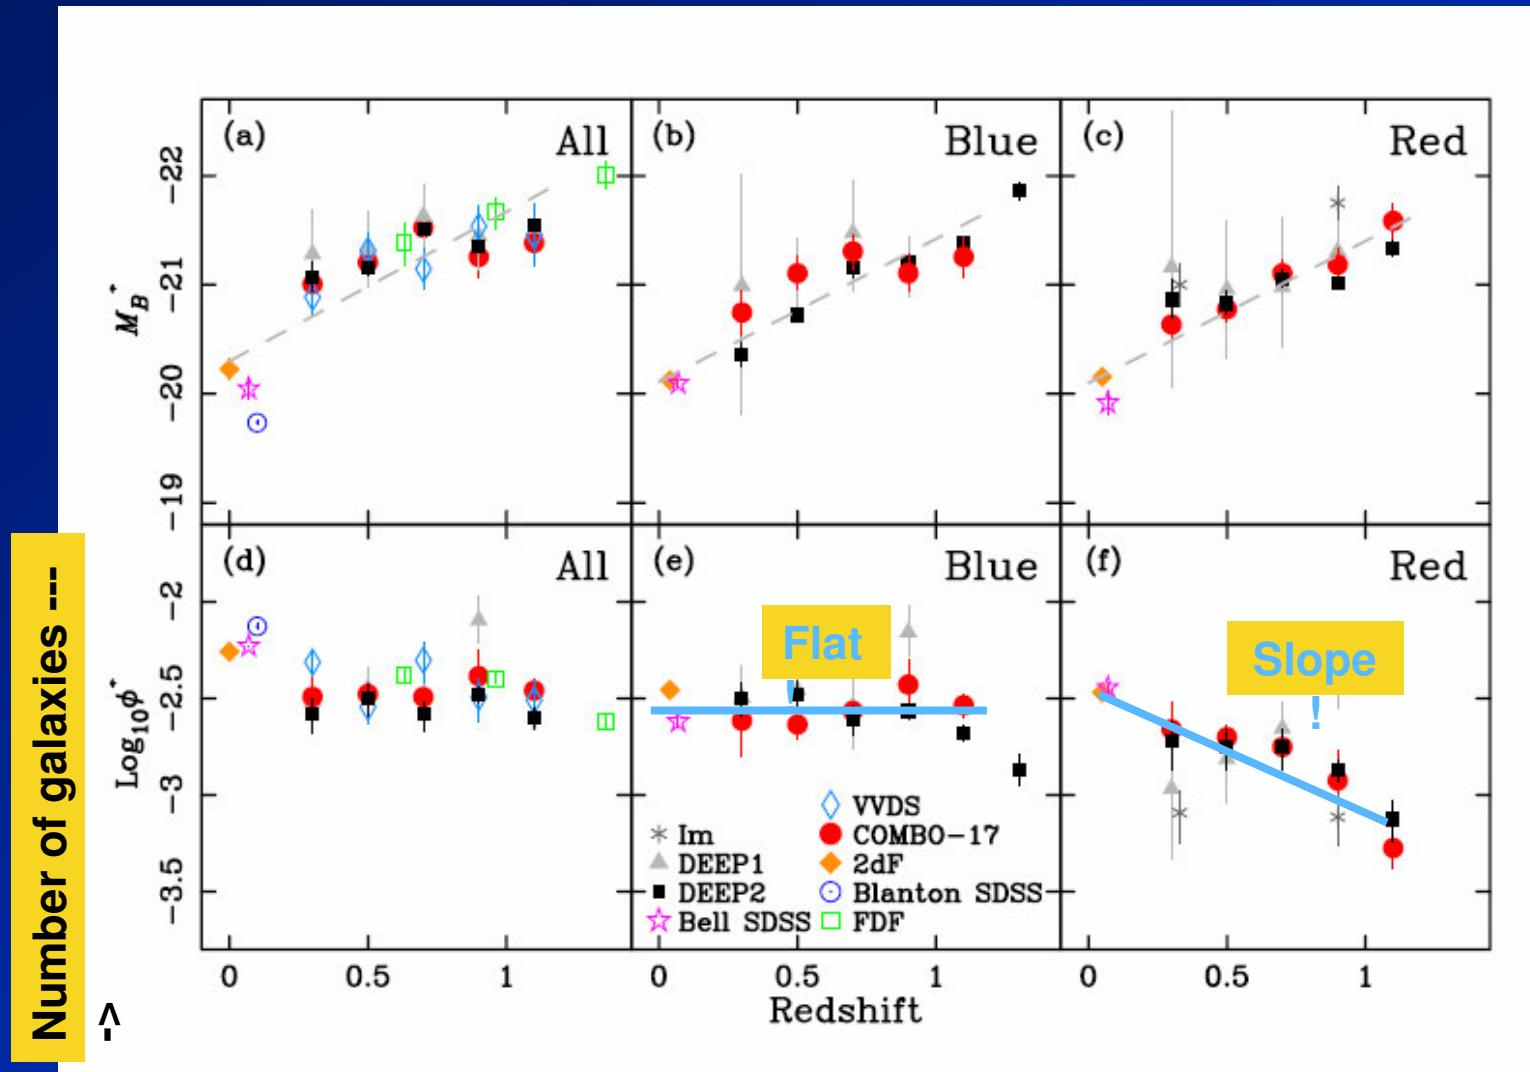 (a) All
(b) Blue
(c) Red
-22
-21
-20
-19
M_B*
(d) All
(e) Blue
(f) Red
Flat
!
Slope
!
-2
-2.5
-3
-3.5
Log10ϕ*
VVDS
Im
COMBO-17
DEEP1
2dF
DEEP2
Blanton SDSS
Bell SDSS
FDF
0 0.5 1
0 0.5 1
0 0.5 1
Redshift
Number of galaxies ---
->